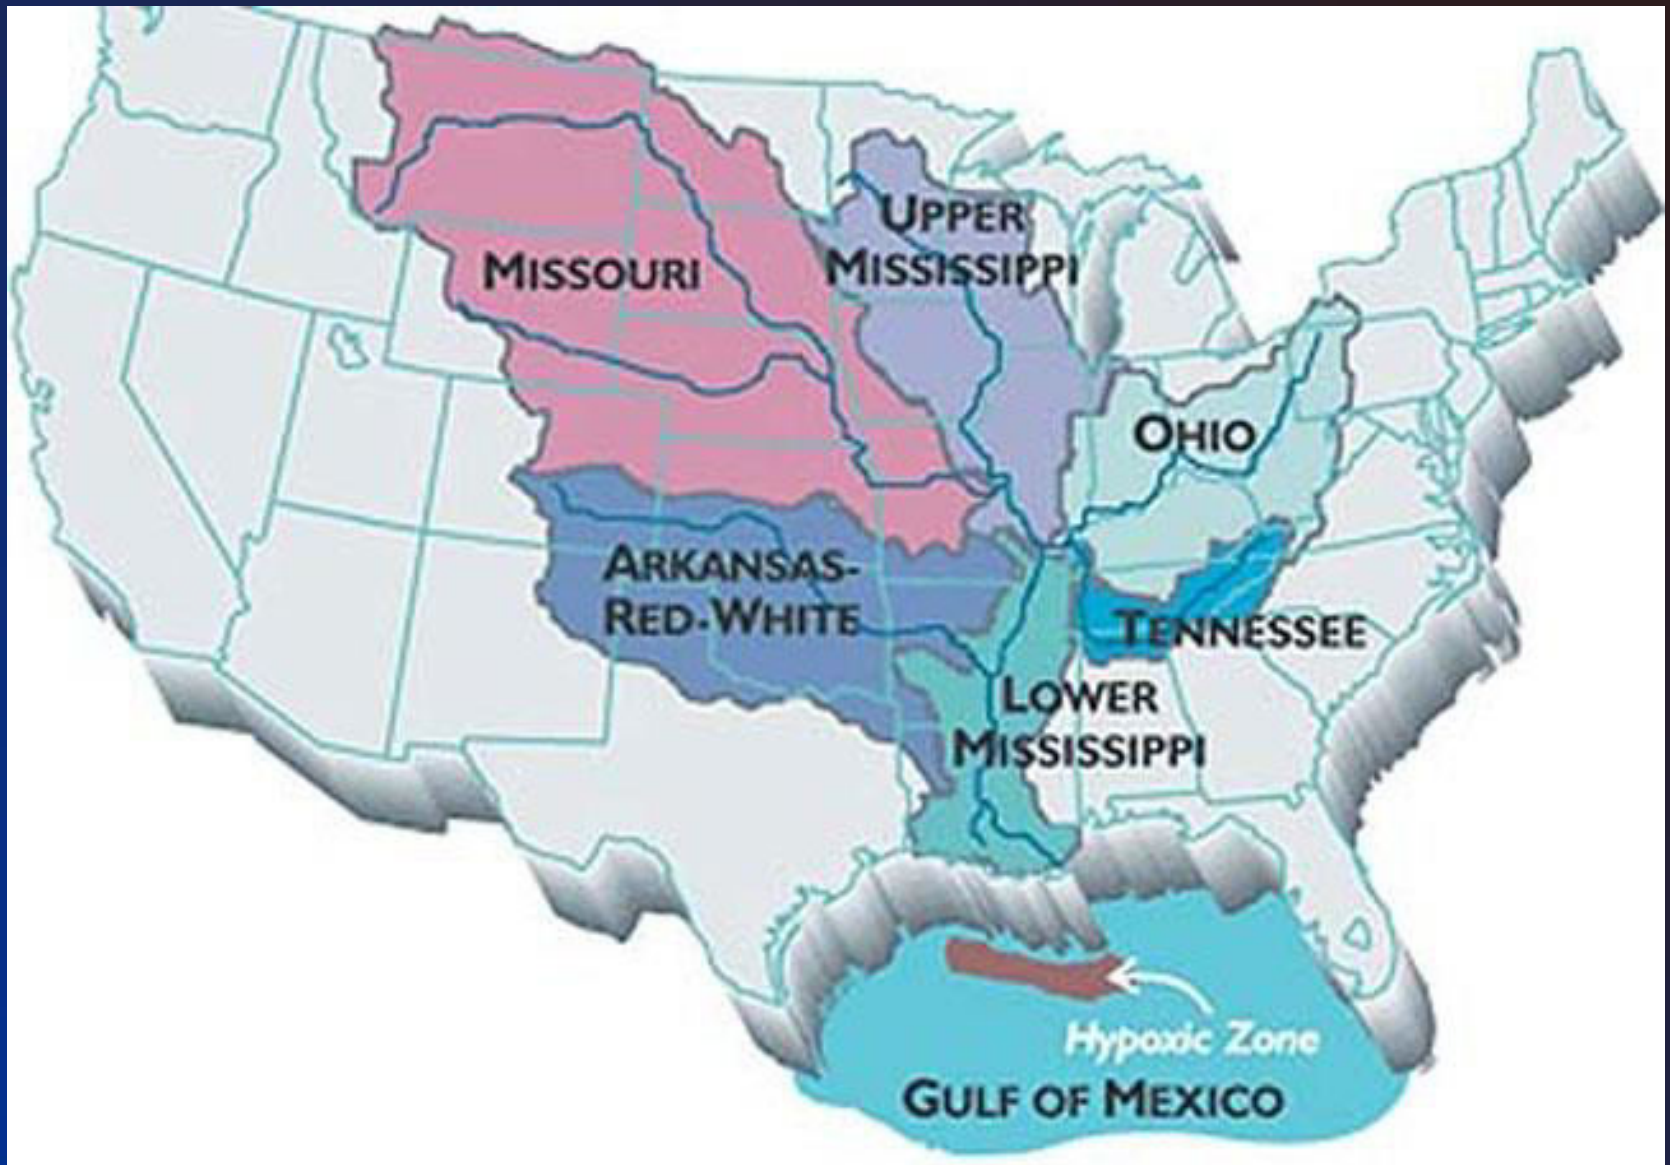 UPPER
MISSISSIPPI
MISSOURI
OHIO
ARKANSAS-
RED-WHITE
TENNESSEE
LOWER
MISSISSIPPI
Hypoxic Zone
GULF OF MEXICO